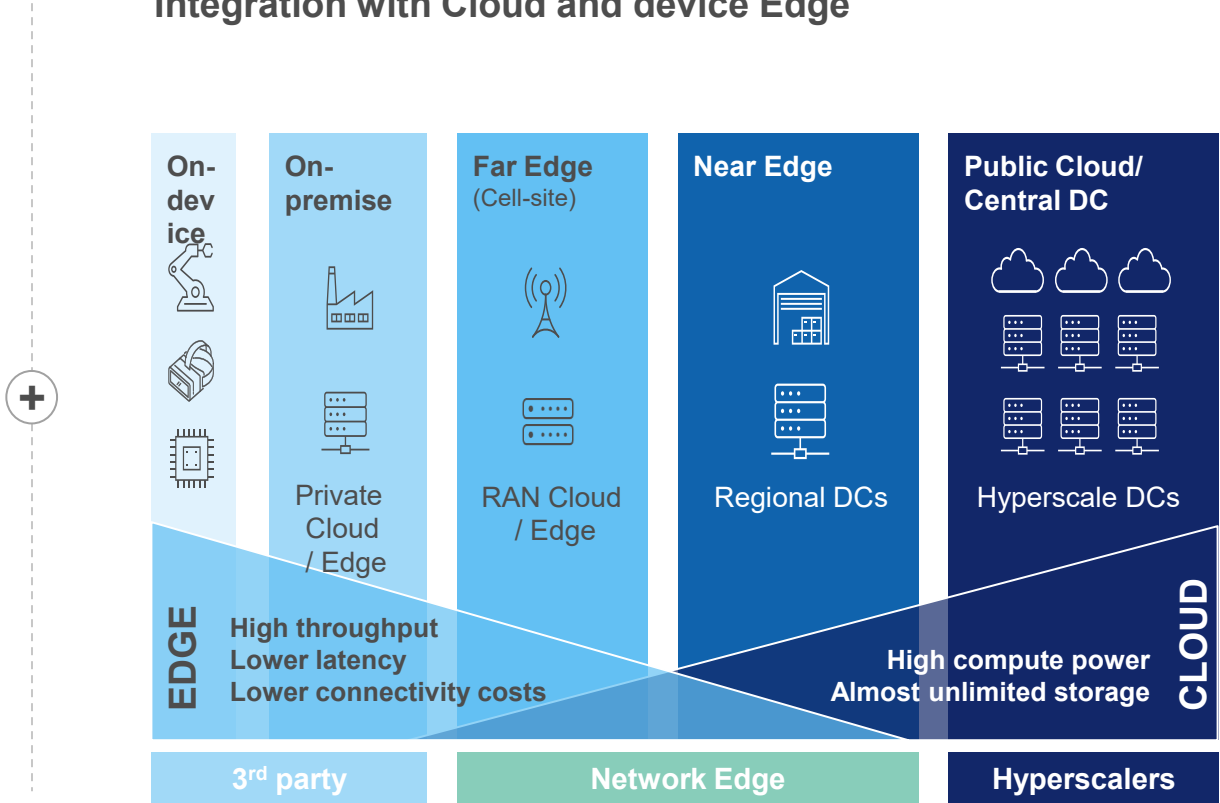 Integration with Cloud and device Edge
On-
dev
ice
On-
premise
Far Edge
(Cell-site)
Near Edge
Public Cloud/
Central DC
Private
Cloud
/ Edge
RAN Cloud
/ Edge
Regional DCs
Hyperscale DCs
EDGE
High throughput
Lower latency
Lower connectivity costs
High compute power
Almost unlimited storage
CLOUD
3rd party
Network Edge
Hyperscalers